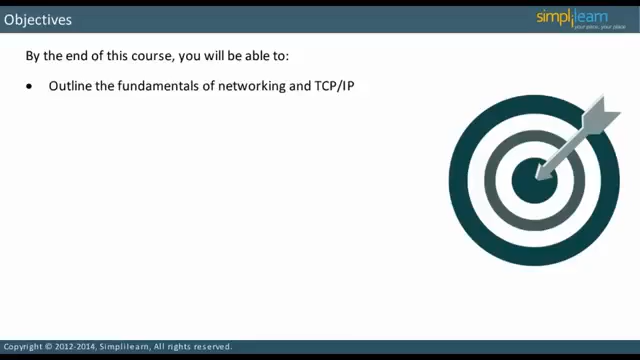 Objectives
simplilearn
your pace, your place
By the end of this course, you will be able to:
• Outline the fundamentals of networking and TCP/IP
Copyright © 2012-2014, Simplilearn, All rights reserved.